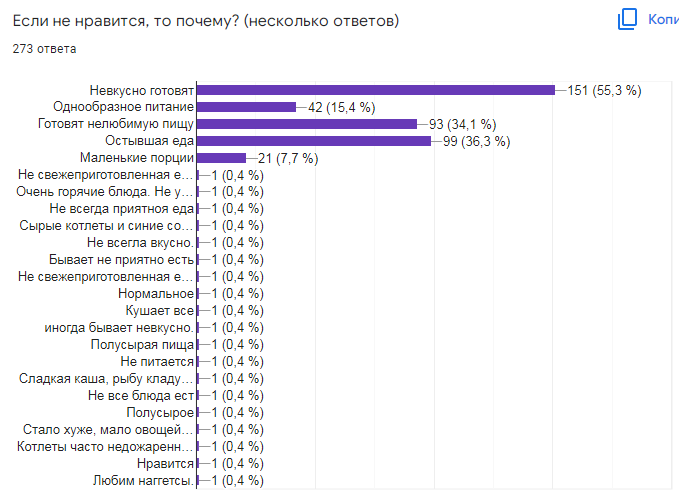 Если не нравится, то почему? (несколько ответов)
Копи
273 ответа
Невкусно готовят 151 (55,3 %)
Однообразное питание 42 (15,4 %)
Готовят нелюбимую пищу 93 (34,1 %)
Остывшая еда 99 (36,3 %)
Маленькие порции 21 (7,7 %)
Не свежеприготовленная е… 1 (0,4 %)
Очень горячие блюда. Не у… 1 (0,4 %)
Не всегда приятноя еда 1 (0,4 %)
Сырые котлеты и синие со… 1 (0,4 %)
Не всегла вкусно. 1 (0,4 %)
Бывает не приятно есть 1 (0,4 %)
Не свежеприготовленная е… 1 (0,4 %)
Нормальное 1 (0,4 %)
Кушает все 1 (0,4 %)
иногда бывает невкусно. 1 (0,4 %)
Полусырая пища 1 (0,4 %)
Не питается 1 (0,4 %)
Сладкая каша, рыбу кладу… 1 (0,4 %)
Не все блюда ест 1 (0,4 %)
Полусырое 1 (0,4 %)
Стало хуже, мало овощей… 1 (0,4 %)
Котлеты часто недожаренн… 1 (0,4 %)
Нравится 1 (0,4 %)
Любим наггетсы. 1 (0,4 %)